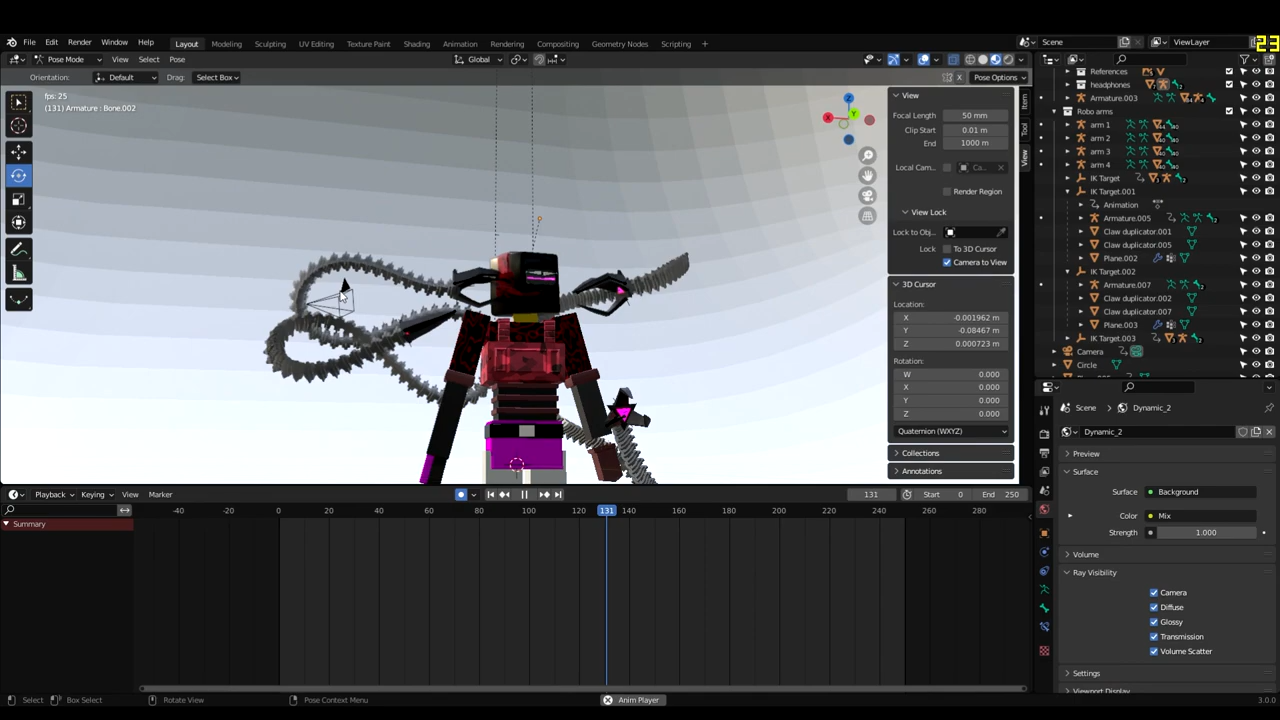 23
File Edit Render Window Help Layout Modeling Sculpting UV Editing Texture Paint Shading Animation Rendering Compositing Geometry Nodes Scripting + Scene ViewLayer
Pose Mode View Select Pose Global
Orientation: Default Drag: Select Box X Pose Options
fps: 25
(131) Armature : Bone.002
X Y Z
View
Focal Length 50 mm
Clip Start 0.01 m
End 1000 m
Local Cam... Ca...
Render Region
View Lock
Lock to Obj...
Lock To 3D Cursor
Camera to View
3D Cursor
Location:
X -0.001962 m
Y -0.08467 m
Z 0.000723 m
Rotation:
W 0.000
X 0.000
Y 0.000
Z 0.000
Quaternion (WXYZ)
Collections
Annotations
Item
Tool
View
References
headphones
Armature.003
Robo arms
arm 1
arm 2
arm 3
arm 4
IK Target
IK Target.001
Animation
Armature.005
Claw duplicator.001
Claw duplicator.005
Plane.002
IK Target.002
Armature.007
Claw duplicator.002
Claw duplicator.007
Plane.003
IK Target.003
Camera
Circle
Scene Dynamic_2
Dynamic_2
Preview
Surface
Surface Background
Color Mix
Strength 1.000
Volume
Ray Visibility
Camera
Diffuse
Glossy
Transmission
Volume Scatter
Settings
Viewport Display
Playback Keying View Marker 131 Start 0 End 250
-40 -20 0 20 40 60 80 100 120 131 140 160 180 200 220 240 260 280
Summary
Select Box Select Rotate View Pose Context Menu Anim Player 3.0.0